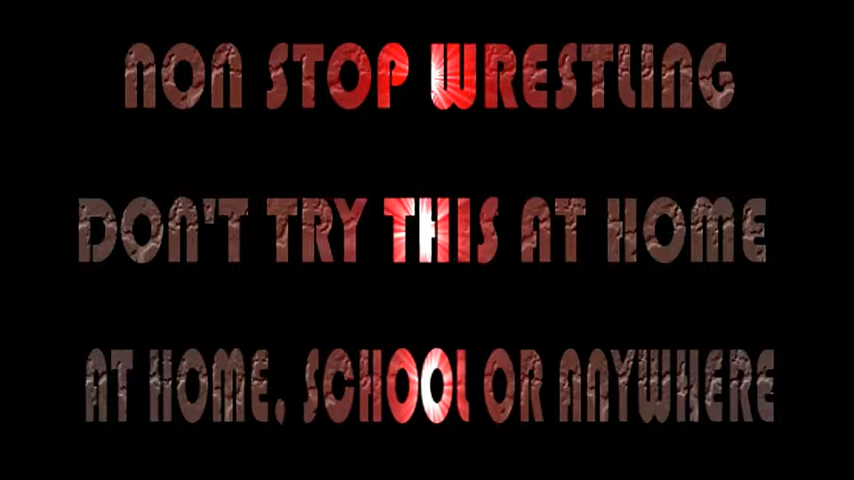 NON STOP WRESTLING
DON'T TRY THIS AT HOME
AT HOME, SCHOOL OR ANYWHERE